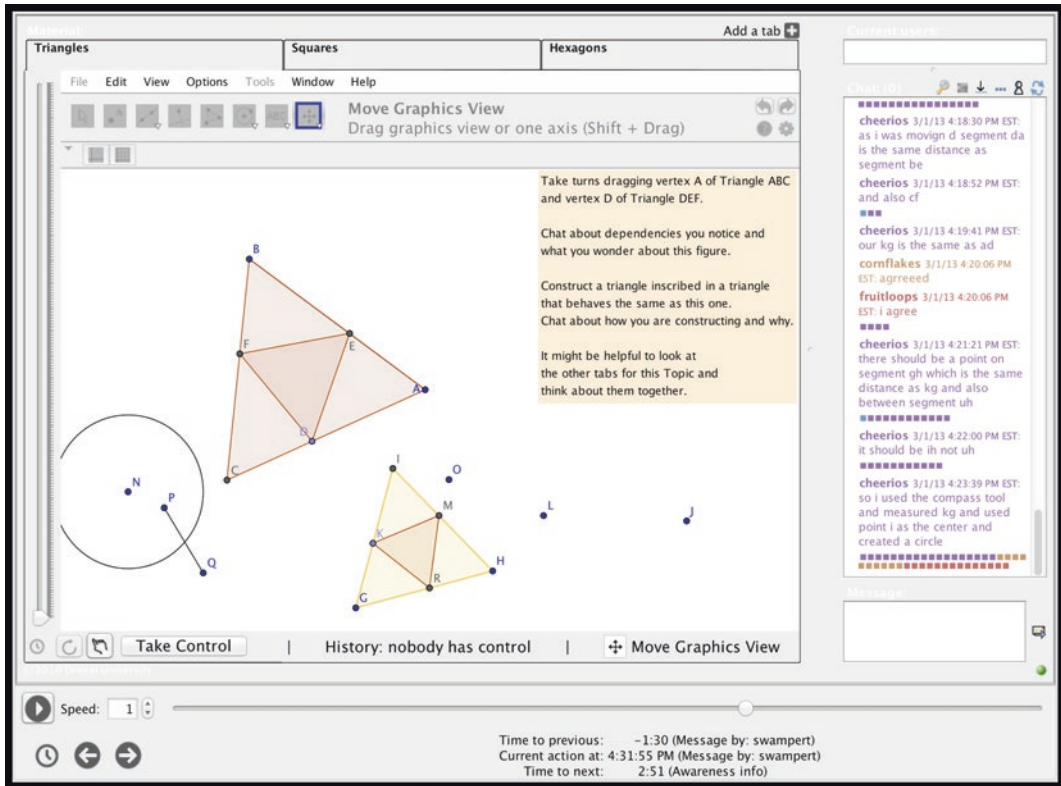 Material:
Add a tab
Current users:
Triangles
Squares
Hexagons
File Edit View Options Tools Window Help
ABC
Move Graphics View
Drag graphics view or one axis (Shift + Drag)
Take turns dragging vertex A of Triangle ABC
and vertex D of Triangle DEF.
Chat about dependencies you notice and
what you wonder about this figure.
Construct a triangle inscribed in a triangle
that behaves the same as this one.
Chat about how you are constructing and why.
It might be helpful to look at
the other tabs for this Topic and
think about them together.
B
F
E
A
D
C
N
P
Q
I
O
M
L
J
K
H
R
G
Take Control
| History: nobody has control |
Move Graphics View
Chat: (0)
cheerios 3/1/13 4:18:30 PM EST:
as i was movign d segment da
is the same distance as
segment be
cheerios 3/1/13 4:18:52 PM EST:
and also cf
cheerios 3/1/13 4:19:41 PM EST:
our kg is the same as ad
cornflakes 3/1/13 4:20:06 PM
EST: agrreeed
fruitloops 3/1/13 4:20:06 PM
EST: i agree
cheerios 3/1/13 4:21:21 PM EST:
there should be a point on
segment gh which is the same
distance as kg and also
between segment uh
cheerios 3/1/13 4:22:00 PM EST:
it should be ih not uh
cheerios 3/1/13 4:23:39 PM EST:
so i used the compass tool
and measured kg and used
point i as the center and
created a circle
Message:
Speed: 1
Time to previous: -1:30 (Message by: swampert)
Current action at: 4:31:55 PM (Message by: swampert)
Time to next: 2:51 (Awareness info)